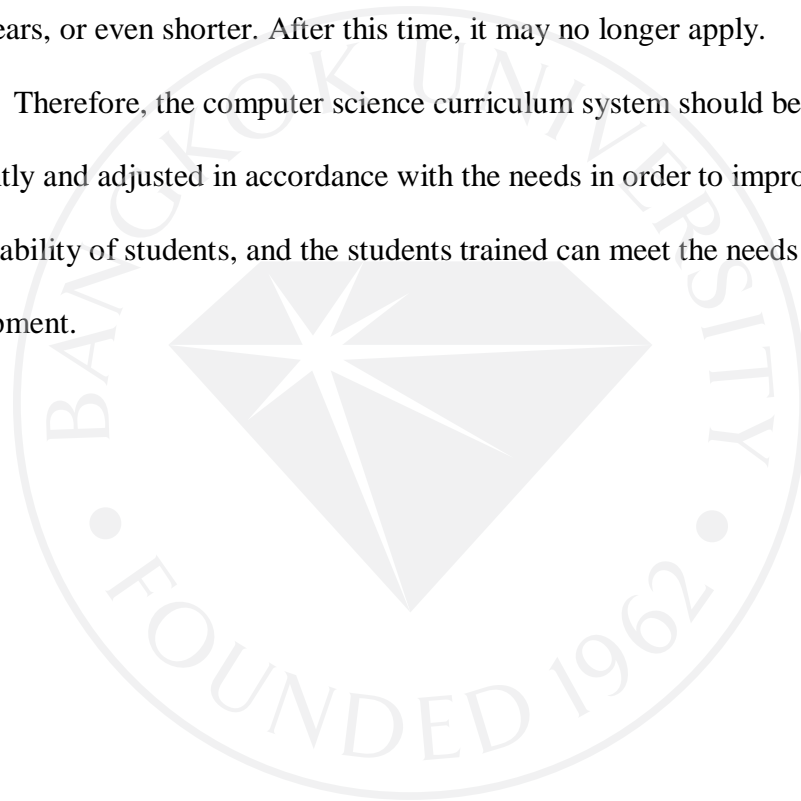 ears, or even shorter. After this time, it may no longer apply.
Therefore, the computer science curriculum system should be
tly and adjusted in accordance with the needs in order to impro
ability of students, and the students trained can meet the needs
pment.
BANGKOK UNIVERSITY
FOUNDED 1962